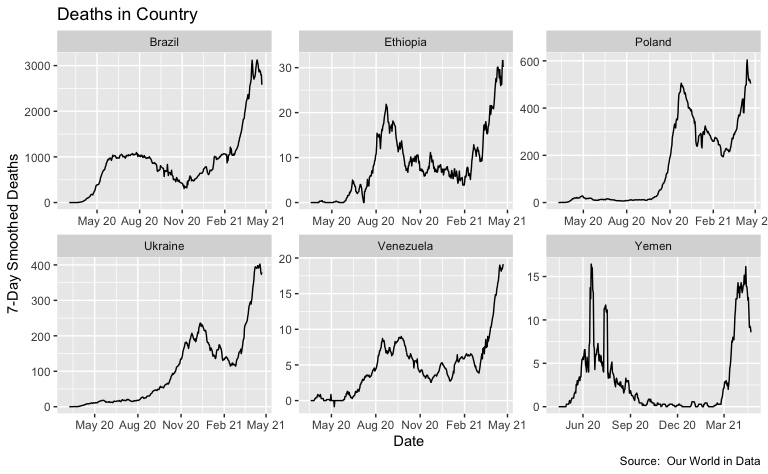 Deaths in Country
Brazil
Ethiopia
Poland
3000
2000
1000
0
30
20
10
0
600
400
200
0
May 20 Aug 20 Nov 20 Feb 21 May 21
May 20 Aug 20 Nov 20 Feb 21 May 21
May 20 Aug 20 Nov 20 Feb 21 May 2
7-Day Smoothed Deaths
Ukraine
Venezuela
Yemen
400
300
200
100
0
20
15
10
5
0
15
10
5
0
May 20 Aug 20 Nov 20 Feb 21 May 21
May 20 Aug 20 Nov 20 Feb 21 May 21
Jun 20 Sep 20 Dec 20 Mar 21
Date
Source: Our World in Data